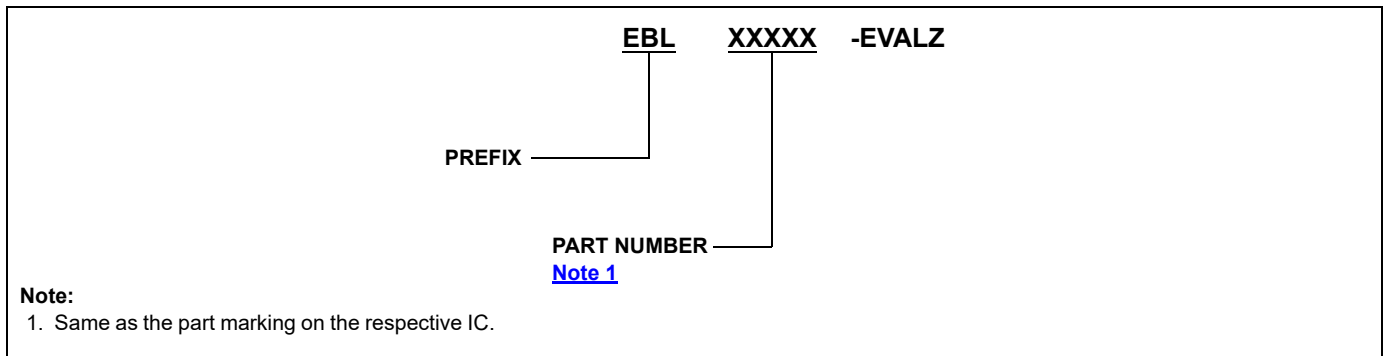 EBL XXXXX -EVALZ
PREFIX
PART NUMBER
Note 1
Note:
1. Same as the part marking on the respective IC.